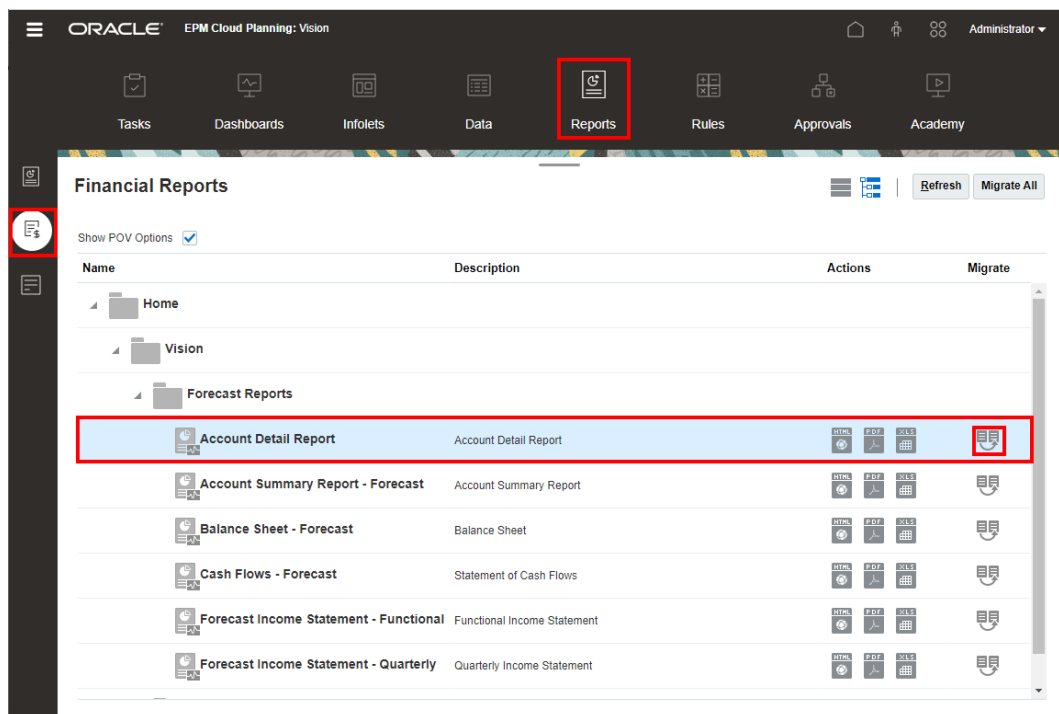 ORACLE® EPM Cloud Planning: Vision Administrator
Tasks Dashboards Infolets Data Reports Rules Approvals Academy
Financial Reports Refresh Migrate All
Show POV Options
Name Description Actions Migrate
Home
Vision
Forecast Reports
Account Detail Report Account Detail Report HTML PDF XLS
Account Summary Report - Forecast Account Summary Report HTML PDF XLS
Balance Sheet - Forecast Balance Sheet HTML PDF XLS
Cash Flows - Forecast Statement of Cash Flows HTML PDF XLS
Forecast Income Statement - Functional Functional Income Statement HTML PDF XLS
Forecast Income Statement - Quarterly Quarterly Income Statement HTML PDF XLS